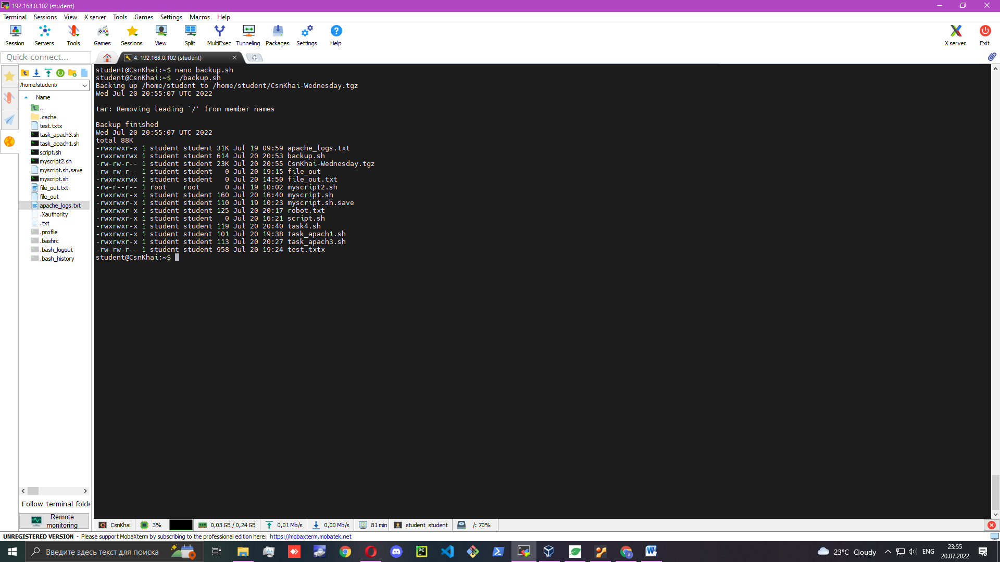 192.168.0.102 (student)
Terminal Sessions View X server Tools Games Settings Macros Help
Session Servers Tools Games Sessions View Split MultiExec Tunneling Packages Settings Help X server Exit
Quick connect... 4. 192.168.0.102 (student)
/home/student/
Name
..
.cache
test.txtx
task_apach3.sh
task_apach1.sh
script.sh
myscript2.sh
myscript.sh.save
myscript.sh
file_out.txt
file_out
apache_logs.txt
.Xauthority
.txt
.profile
.bashrc
.bash_logout
.bash_history
Follow terminal folde
Remote
monitoring
student@CsnKhai:~$ nano backup.sh
student@CsnKhai:~$ ./backup.sh
Backing up /home/student to /home/student/CsnKhai-Wednesday.tgz
Wed Jul 20 20:55:07 UTC 2022
tar: Removing leading `/' from member names
Backup finished
Wed Jul 20 20:55:07 UTC 2022
total 88K
-rwxrwxr-x 1 student student 31K Jul 19 09:59 apache_logs.txt
-rwxrwxrwx 1 student student 614 Jul 20 20:53 backup.sh
-rw-rw-r-- 1 student student 23K Jul 20 20:55 CsnKhai-Wednesday.tgz
-rw-rw-r-- 1 student student   0 Jul 20 19:15 file_out
-rwxrwxrwx 1 student student   0 Jul 20 14:50 file_out.txt
-rw-r--r-- 1 root    root      0 Jul 19 10:02 myscript2.sh
-rwxrwxr-x 1 student student 160 Jul 20 16:40 myscript.sh
-rwxrwxr-x 1 student student 110 Jul 19 10:23 myscript.sh.save
-rwxrwxr-x 1 student student 125 Jul 20 20:17 robot.txt
-rwxrwxr-x 1 student student   0 Jul 20 16:21 script.sh
-rwxrwxr-x 1 student student 119 Jul 20 20:40 task4.sh
-rwxrwxr-x 1 student student 101 Jul 20 19:38 task_apach1.sh
-rwxrwxr-x 1 student student 113 Jul 20 20:27 task_apach3.sh
-rw-rw-r-- 1 student student 958 Jul 20 19:24 test.txtx
student@CsnKhai:~$
CsnKhai 3% 0,03 GB / 0,24 GB 0,01 Mb/s 0,00 Mb/s 81 min student student /: 70%
UNREGISTERED VERSION - Please support MobaXterm by subscribing to the professional edition here: https://mobaxterm.mobatek.net
Введите здесь текст для поиска PC 23°C Cloudy ENG 23:55
20.07.2022